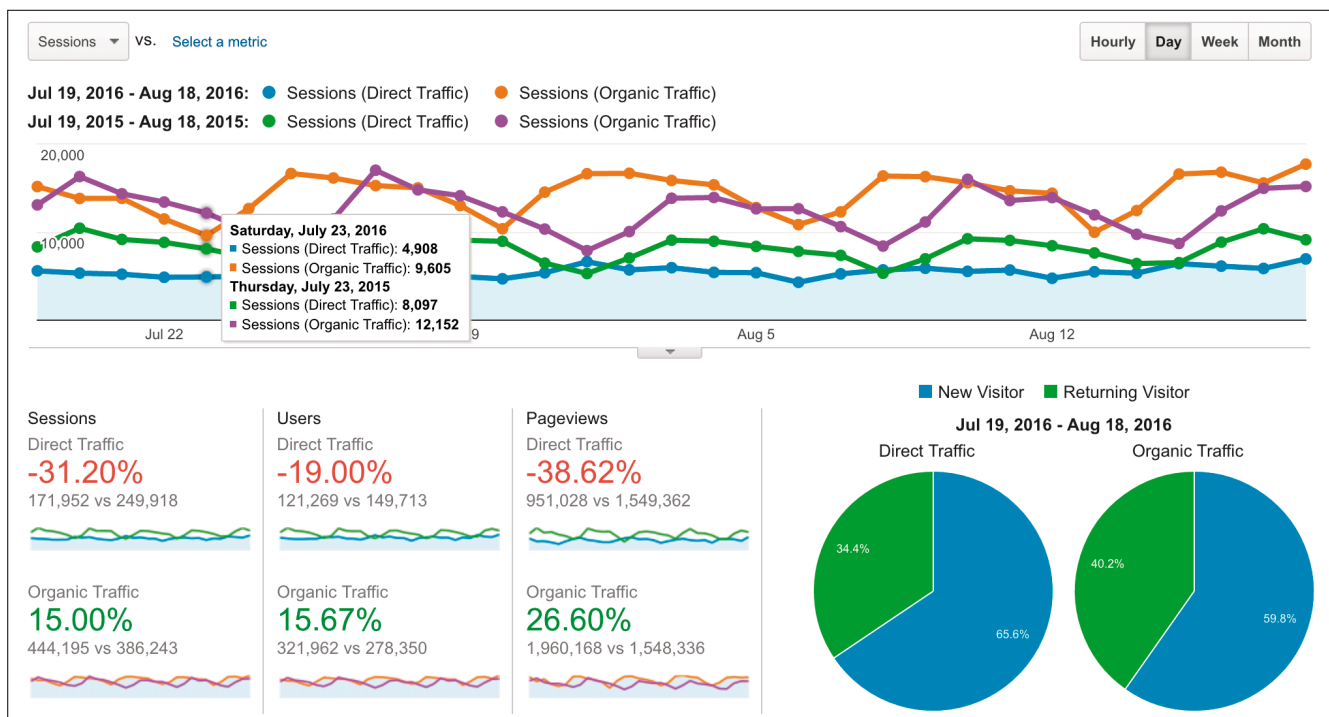 Sessions vs. Select a metric
Hourly Day Week Month
Jul 19, 2016 - Aug 18, 2016: Sessions (Direct Traffic) Sessions (Organic Traffic)
Jul 19, 2015 - Aug 18, 2015: Sessions (Direct Traffic) Sessions (Organic Traffic)
20,000
10,000
Saturday, July 23, 2016
Sessions (Direct Traffic): 4,908
Sessions (Organic Traffic): 9,605
Thursday, July 23, 2015
Sessions (Direct Traffic): 8,097
Sessions (Organic Traffic): 12,152
Jul 22 9 Aug 5 Aug 12
Sessions
Direct Traffic
-31.20%
171,952 vs 249,918
Organic Traffic
15.00%
444,195 vs 386,243
Users
Direct Traffic
-19.00%
121,269 vs 149,713
Organic Traffic
15.67%
321,962 vs 278,350
Pageviews
Direct Traffic
-38.62%
951,028 vs 1,549,362
Organic Traffic
26.60%
1,960,168 vs 1,548,336
New Visitor Returning Visitor
Jul 19, 2016 - Aug 18, 2016
Direct Traffic
34.4%
65.6%
Organic Traffic
40.2%
59.8%